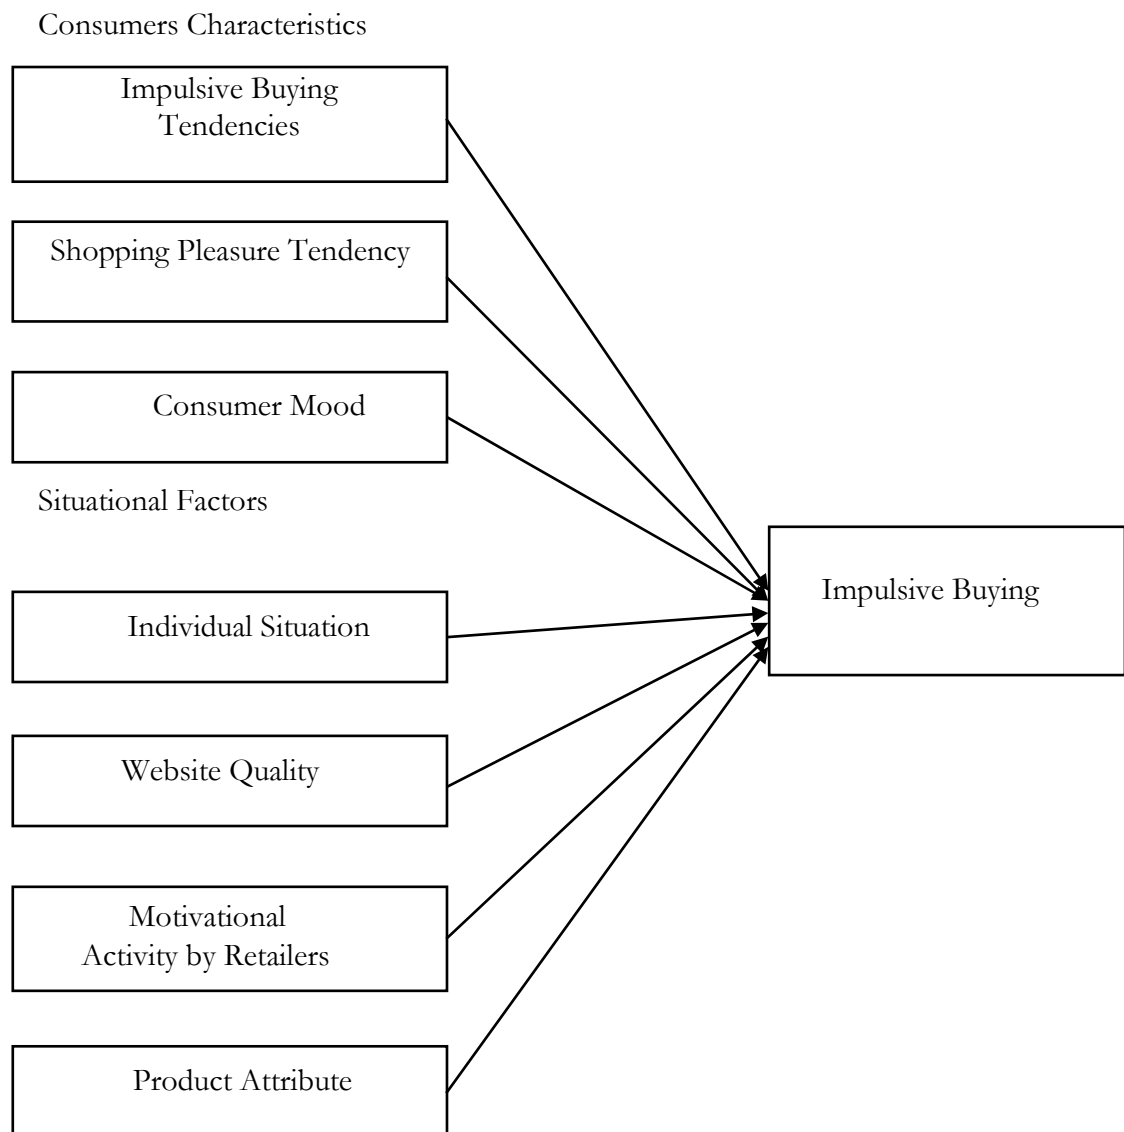 Consumers Characteristics
Impulsive Buying
Tendencies
Shopping Pleasure Tendency
Consumer Mood
Situational Factors
Impulsive Buying
Individual Situation
Website Quality
Motivational
Activity by Retailers
Product Attribute